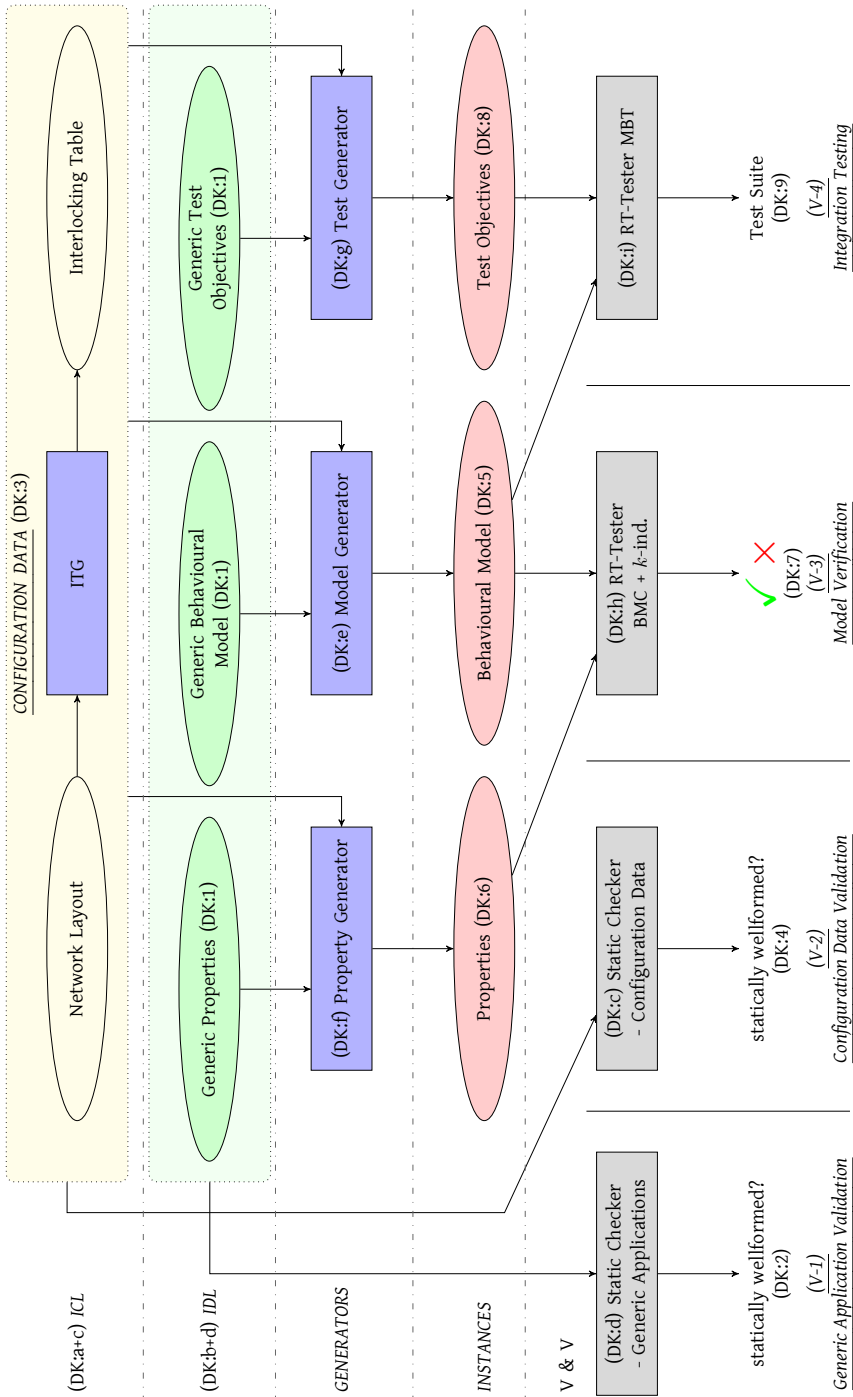 CONFIGURATION DATA (DK:3)
(DK:a+c) ICL
Network Layout
ITG
Interlocking Table
(DK:b+d) IDL
Generic Properties (DK:1)
Generic Behavioural
Model (DK:1)
Generic Test
Objectives (DK:1)
GENERATORS
(DK:f) Property Generator
(DK:e) Model Generator
(DK:g) Test Generator
INSTANCES
Properties (DK:6)
Behavioural Model (DK:5)
Test Objectives (DK:8)
V & V
(DK:d) Static Checker
- Generic Applications
(DK:c) Static Checker
- Configuration Data
(DK:h) RT-Tester
BMC + k-ind.
(DK:i) RT-Tester MBT
statically wellformed?
(DK:2)
(V-1)
Generic Application Validation
statically wellformed?
(DK:4)
(V-2)
Configuration Data Validation
(DK:7)
(V-3)
Model Verification
Test Suite
(DK:9)
(V-4)
Integration Testing